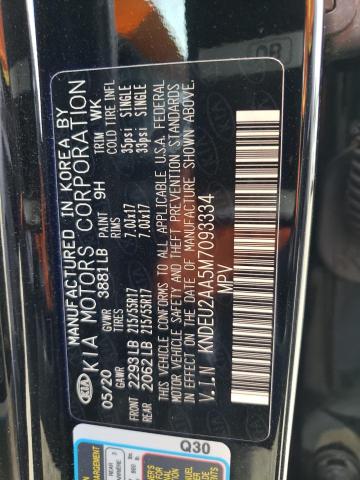 MANUFACTURED IN KOREA BY
KIA KIA MOTORS CORPORATION
05/20 GVWR 3881LB PAINT 9H TRIM WK
GAWR TIRES RIMS COLD TIRE INFL
FRONT 2293LB 215/55R17 7.0Jx17 35psi SINGLE
REAR 2062LB 215/55R17 7.0Jx17 33psi SINGLE
THIS VEHICLE CONFORMS TO ALL APPLICABLE U.S.A. FEDERAL
MOTOR VEHICLE SAFETY AND THEFT PREVENTION STANDARDS
IN EFFECT ON THE DATE OF MANUFACTURE SHOWN ABOVE.
V.I.N KNDEU2AA5M7093334
MPV
Q30